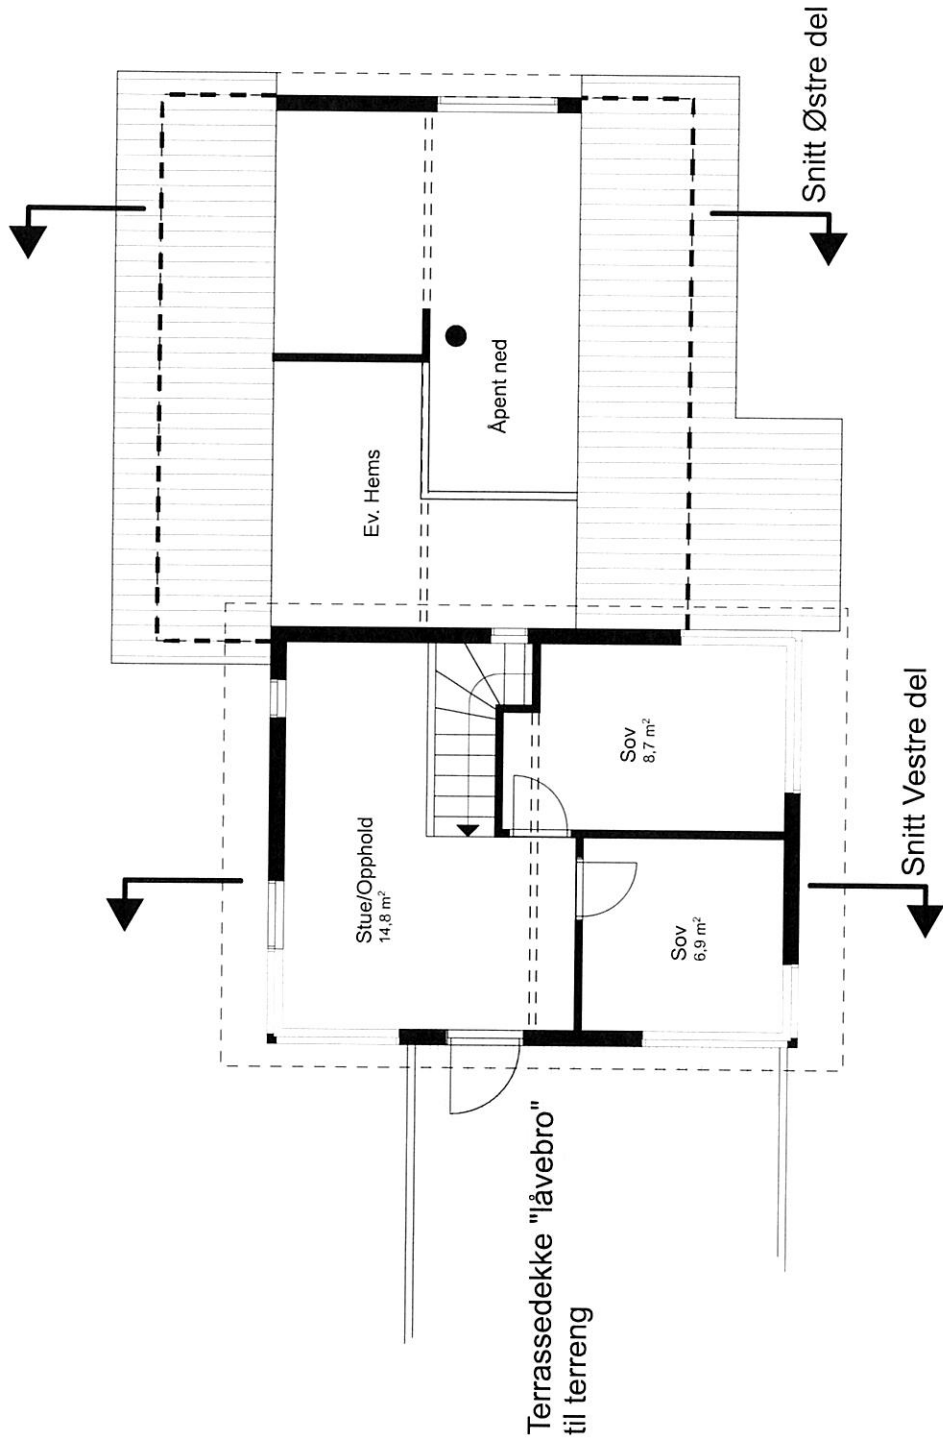 Snitt Østre del
Åpent ned
Ev. Hems
Sov
8,7 m²
Snitt Vestre del
Stue/Opphold
14,8 m²
Sov
6,9 m²
Terrassedekke "låvebro"
til terreng